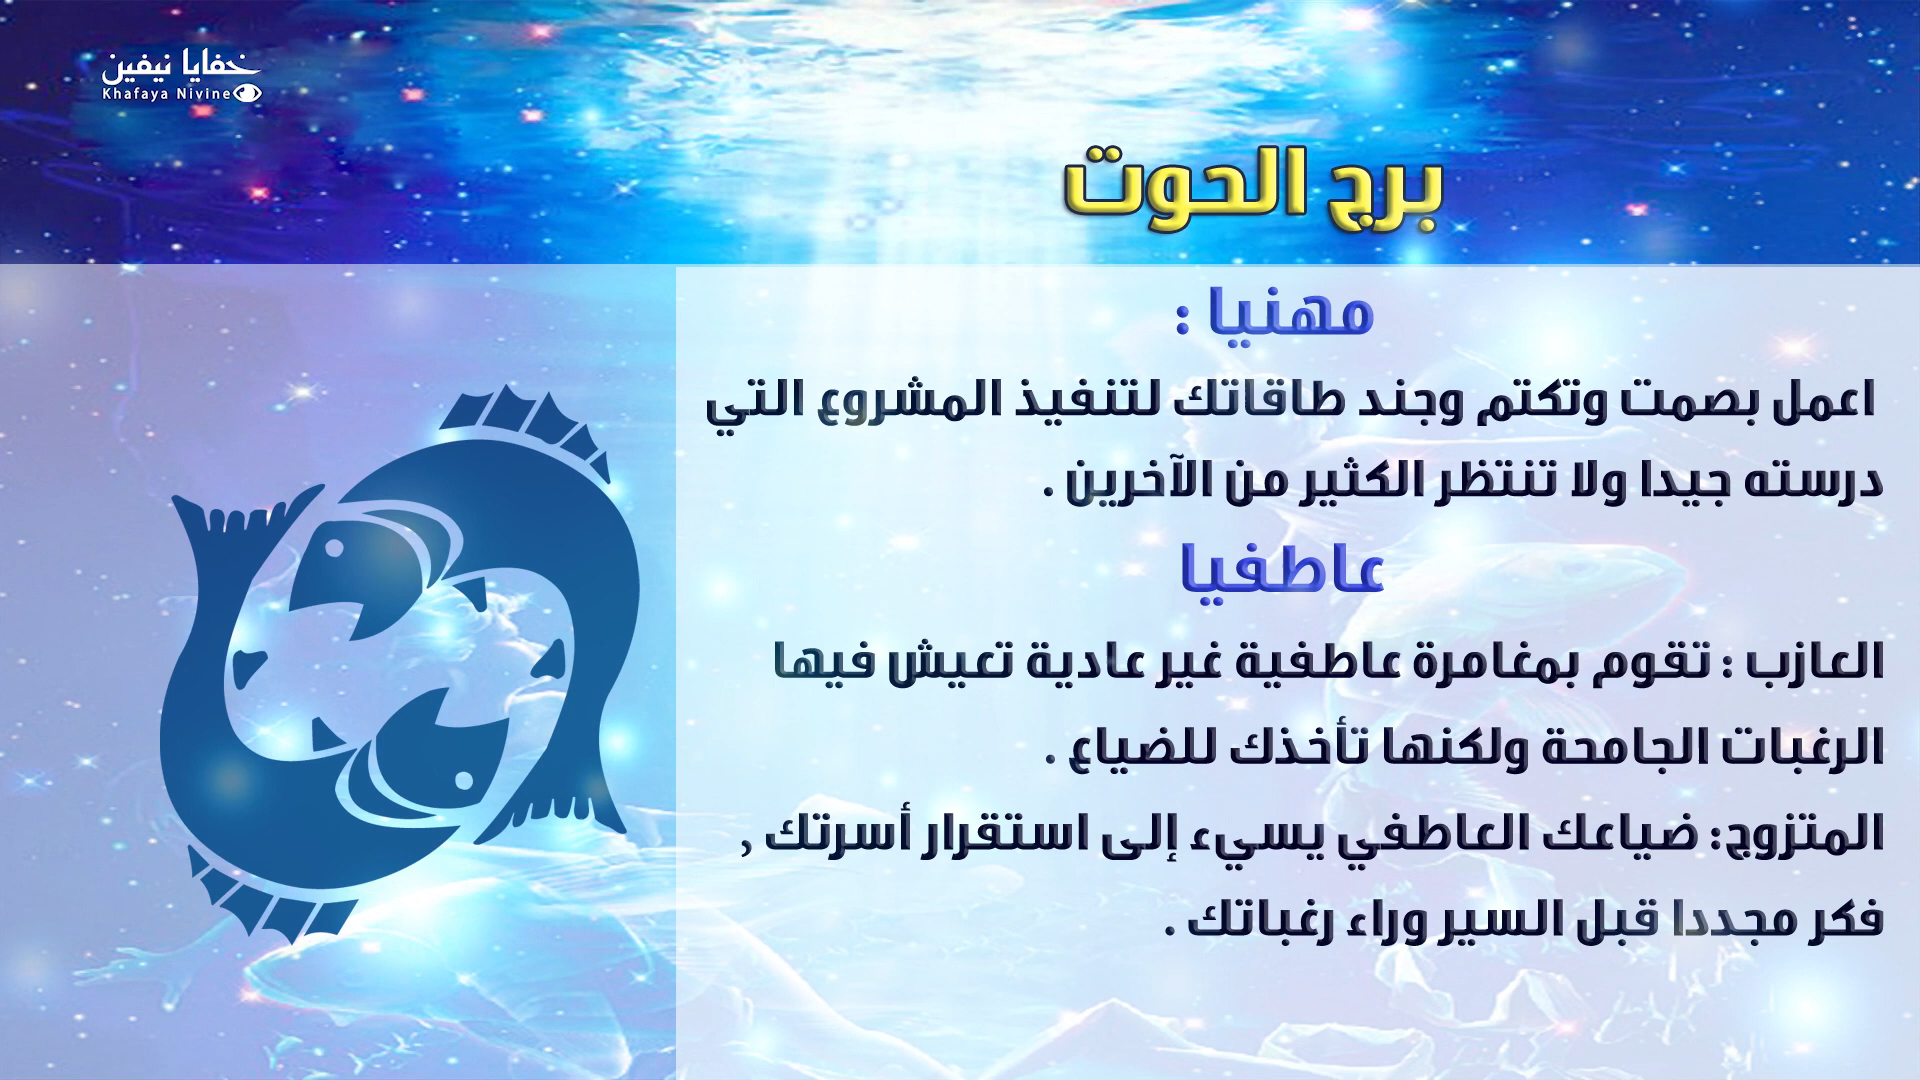 خفايا نيفين
Khafaya Nivine
برج الحوت
مهنيا :
اعمل بصمت وتكتم وجند طاقاتك لتنفيذ المشروع التي
درسته جيدا ولا تنتظر الكثير من الآخرين .
عاطفيا
العازب : تقوم بمغامرة عاطفية غير عادية تعيش فيها
الرغبات الجامحة ولكنها تأخذك للضياع .
المتزوج: ضياعك العاطفي يسيء إلى استقرار أسرتك ,
فكر مجددا قبل السير وراء رغباتك .